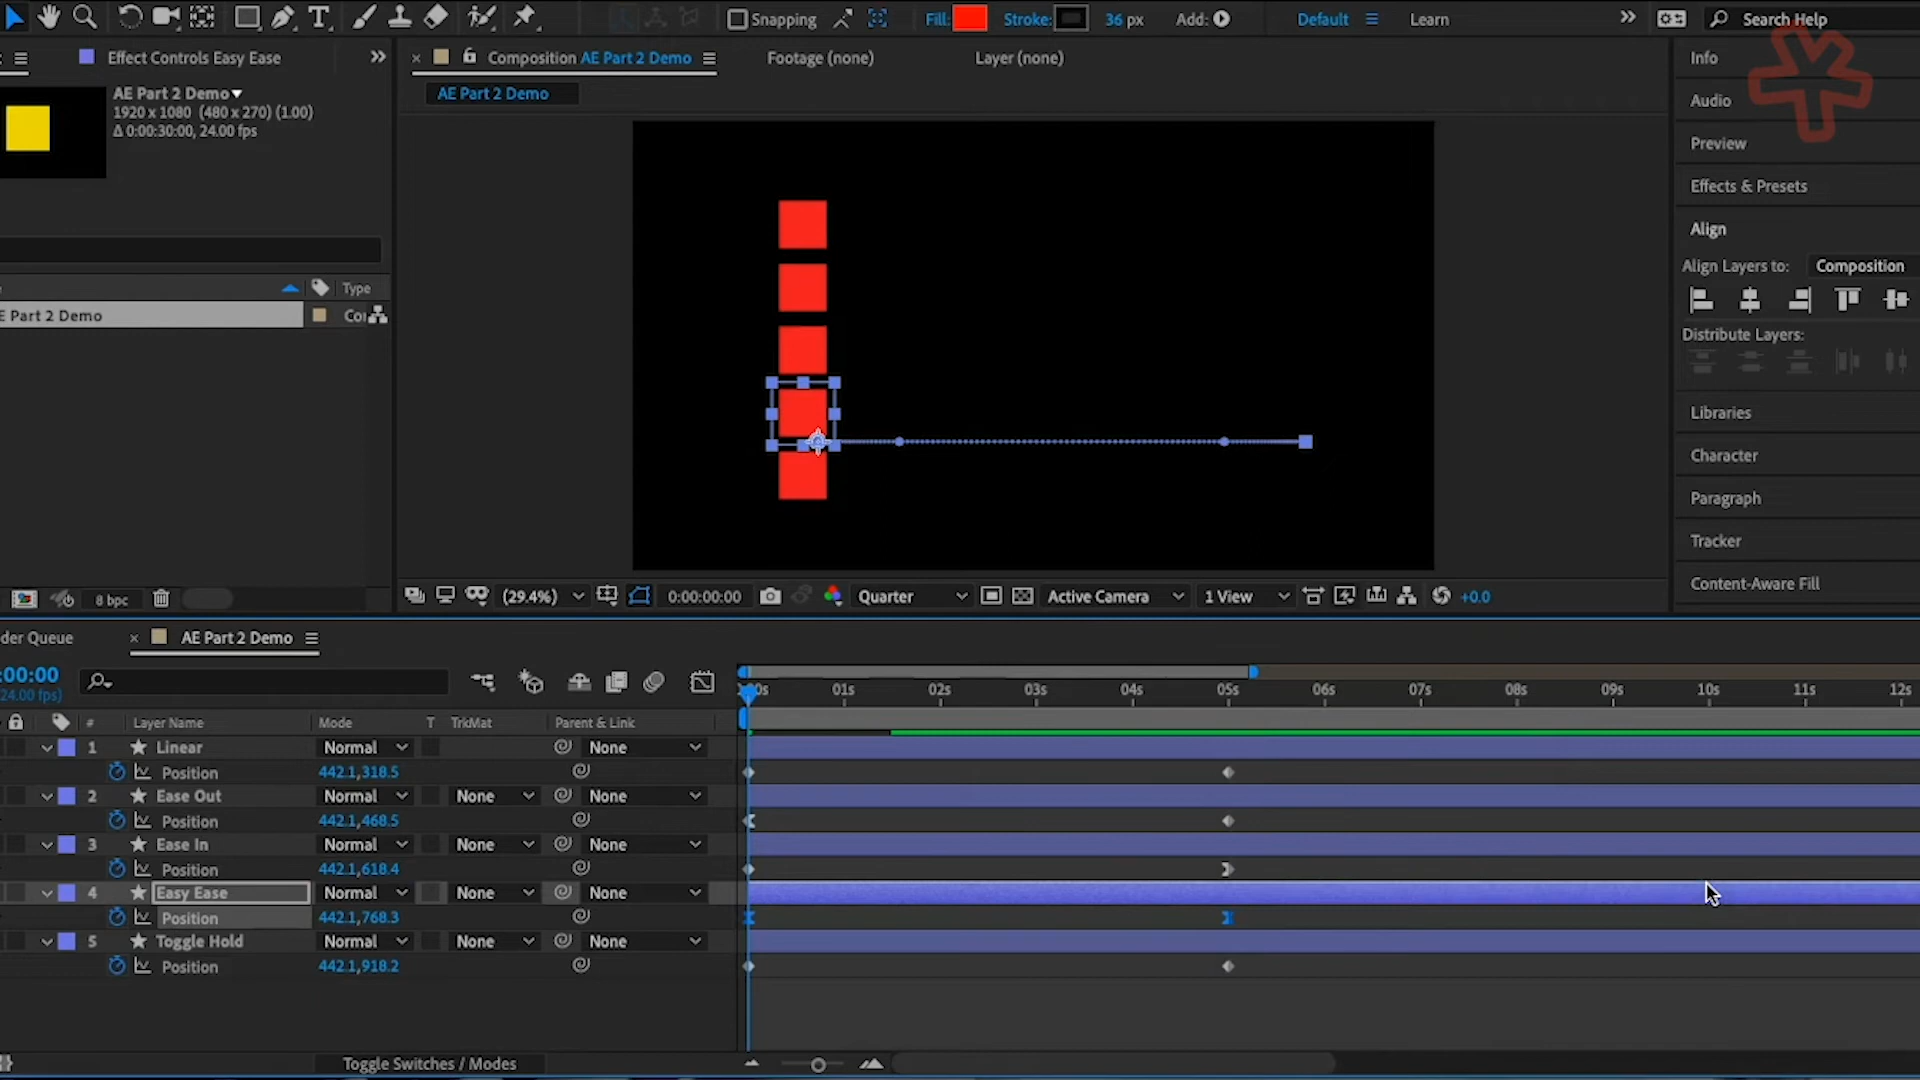 Snapping
Fill:
Stroke:
36 px
Add:
Default
Learn
Search Help
Effect Controls Easy Ease
Composition AE Part 2 Demo
Footage (none)
Layer (none)
Info
AE Part 2 Demo
1920 x 1080 (480 x 270) (1.00)
Δ 0:00:30:00, 24.00 fps
AE Part 2 Demo
Audio
Preview
Effects & Presets
Align
Align Layers to:
Composition
Distribute Layers:
Type
E Part 2 Demo
Co
Libraries
Character
Paragraph
Tracker
Content-Aware Fill
8 bpc
(29.4%)
0:00:00:00
Quarter
Active Camera
1 View
+0.0
der Queue
AE Part 2 Demo
:00:00
24.00 fps)
0s
01s
02s
03s
04s
05s
06s
07s
08s
09s
10s
11s
12s
#
Layer Name
Mode
T
TrkMat
Parent & Link
1
Linear
Normal
None
Position
442.1,318.5
2
Ease Out
Normal
None
None
Position
442.1,468.5
3
Ease In
Normal
None
None
Position
442.1,618.4
4
Easy Ease
Normal
None
None
Position
442.1,768.3
5
Toggle Hold
Normal
None
None
Position
442.1,918.2
Toggle Switches / Modes